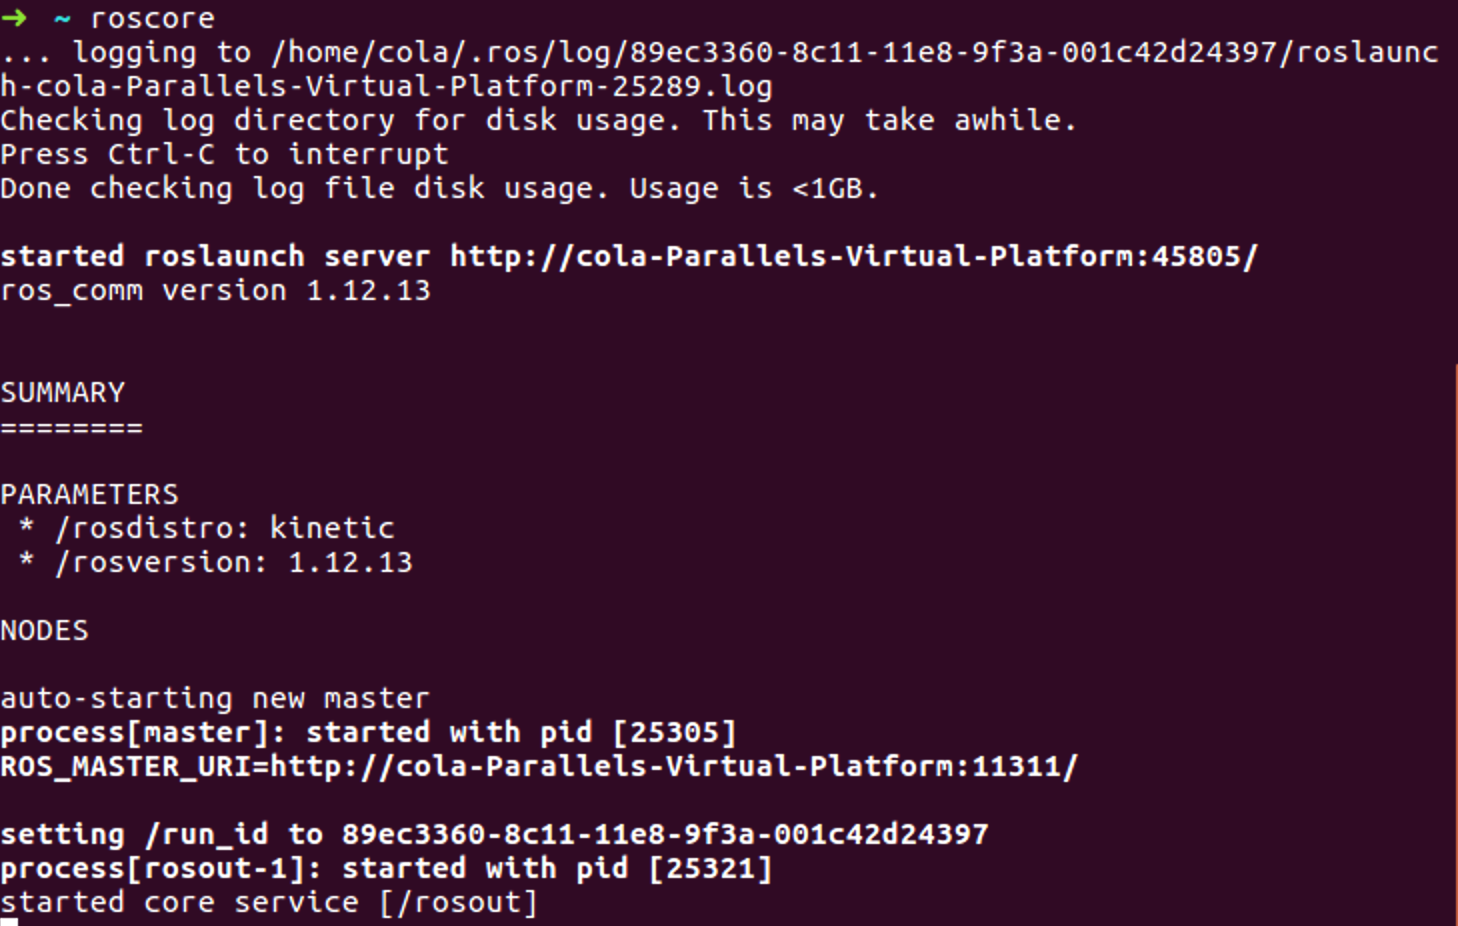 ➜ ~ roscore
... logging to /home/cola/.ros/log/89ec3360-8c11-11e8-9f3a-001c42d24397/roslaunc
h-cola-Parallels-Virtual-Platform-25289.log
Checking log directory for disk usage. This may take awhile.
Press Ctrl-C to interrupt
Done checking log file disk usage. Usage is <1GB.
started roslaunch server http://cola-Parallels-Virtual-Platform:45805/
ros_comm version 1.12.13
SUMMARY
========
PARAMETERS
 * /rosdistro: kinetic
 * /rosversion: 1.12.13
NODES
auto-starting new master
process[master]: started with pid [25305]
ROS_MASTER_URI=http://cola-Parallels-Virtual-Platform:11311/
setting /run_id to 89ec3360-8c11-11e8-9f3a-001c42d24397
process[rosout-1]: started with pid [25321]
started core service [/rosout]